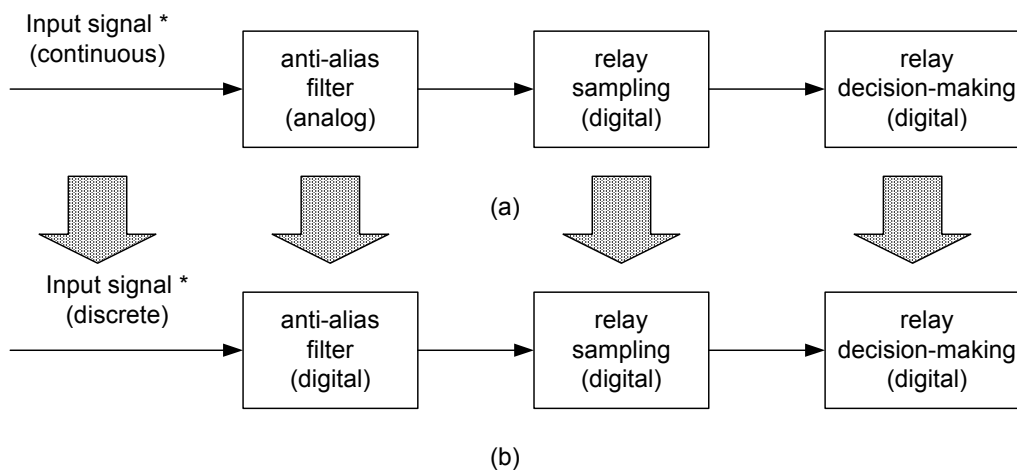 Input signal *
(continuous)
anti-alias
filter
(analog)
relay
sampling
(digital)
relay
decision-making
(digital)
(a)
Input signal *
(discrete)
anti-alias
filter
(digital)
relay
sampling
(digital)
relay
decision-making
(digital)
(b)